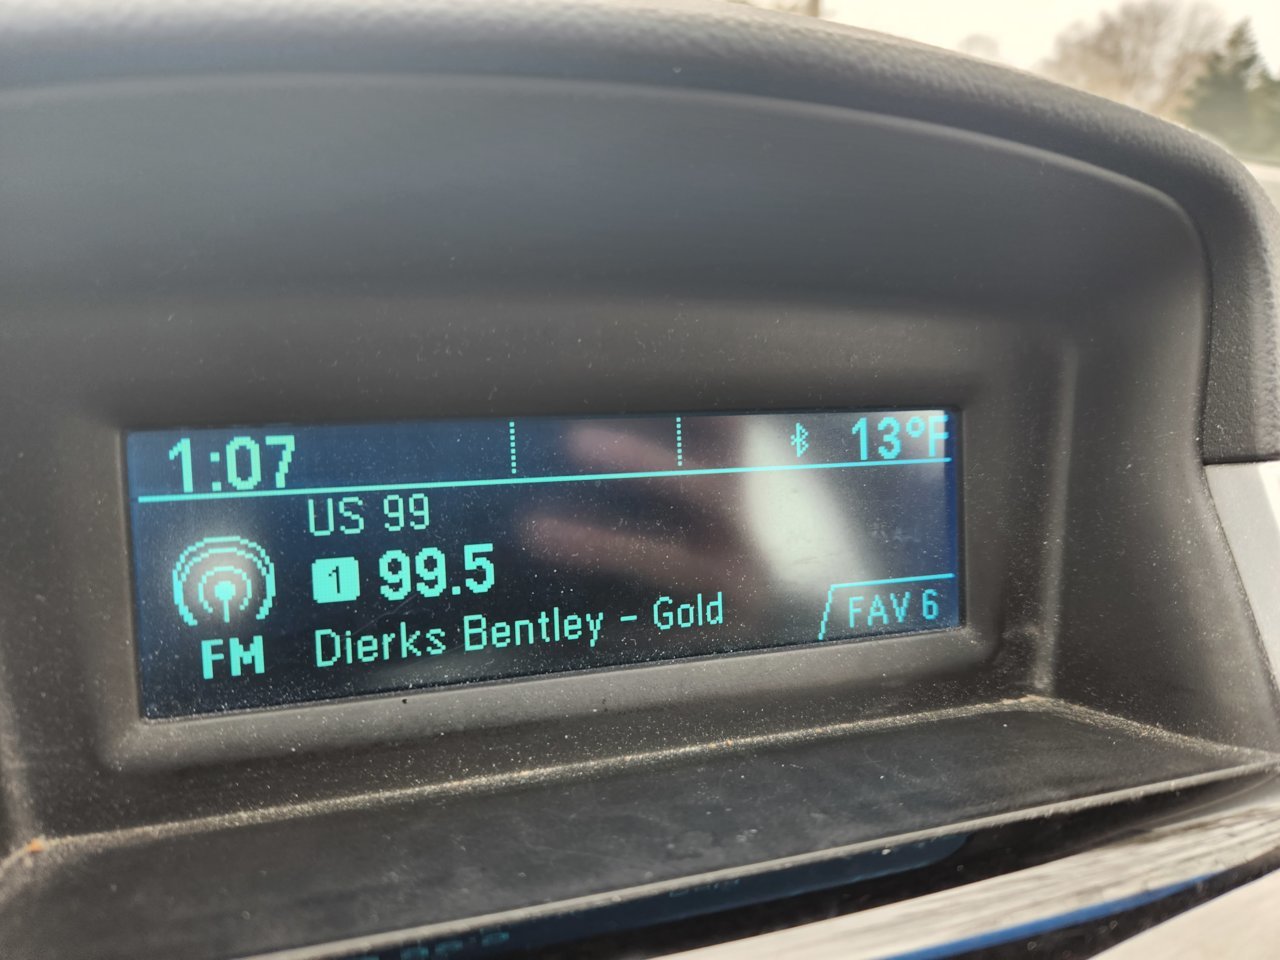 1:07 13°F
US 99
1 99.5
FM Dierks Bentley - Gold FAV 6